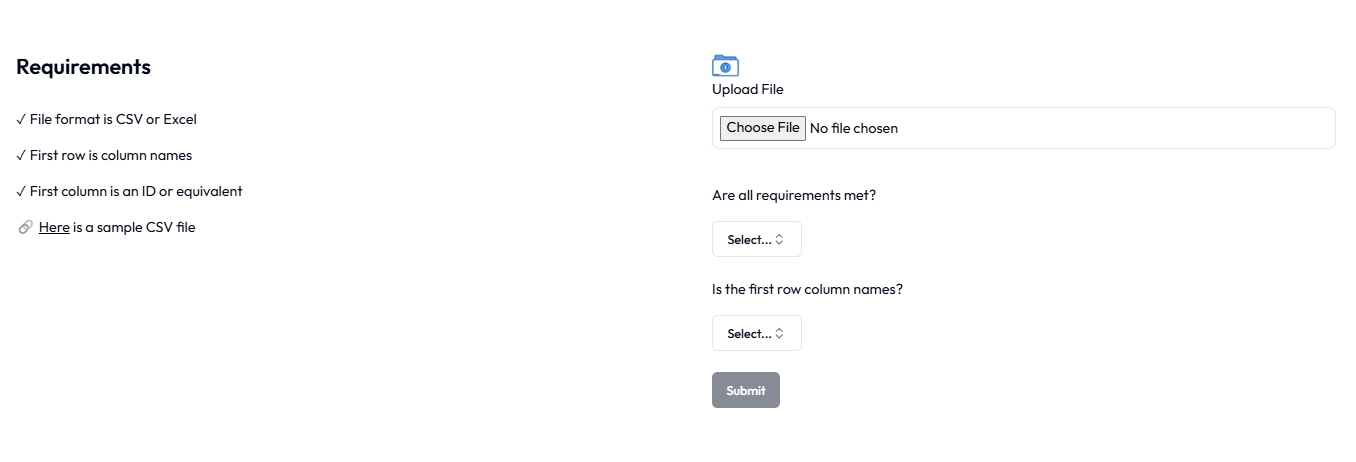 Requirements
✓ File format is CSV or Excel
✓ First row is column names
✓ First column is an ID or equivalent
Here is a sample CSV file
Upload File
Choose File No file chosen
Are all requirements met?
Select...
Is the first row column names?
Select...
Submit